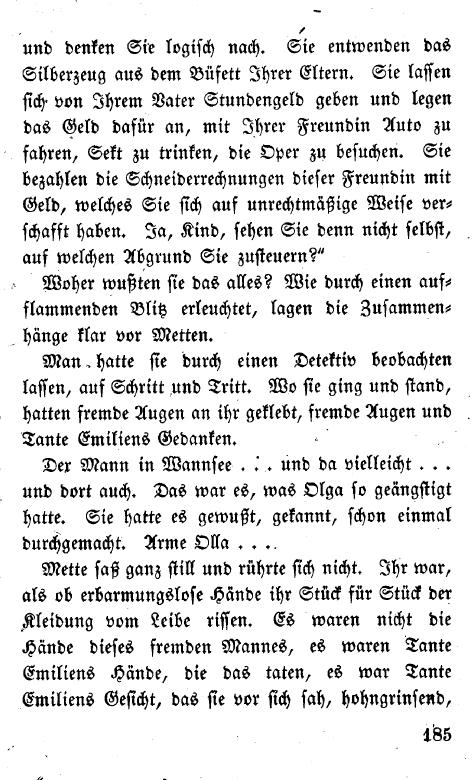 und denken Sie logisch nach. Sie entwenden das
Silberzeug aus dem Büfett Ihrer Eltern. Sie lassen
sich von Ihrem Vater Stundengeld geben und legen
das Geld dafür an, mit Ihrer Freundin Auto zu
fahren, Sekt zu trinken, die Oper zu besuchen. Sie
bezahlen die Schneiderrechnungen dieser Freundin mit
Geld, welches Sie sich auf unrechtmäßige Weise ver-
schafft haben. Ja, Kind, sehen Sie denn nicht selbst,
auf welchen Abgrund Sie zusteuern?"
Woher wußten sie das alles? Wie durch einen auf-
flammenden Blitz erleuchtet, lagen die Zusammen-
hänge klar vor Metten.
Man hatte sie durch einen Detektiv beobachten
lassen, auf Schritt und Tritt. Wo sie ging und stand,
hatten fremde Augen an ihr geklebt, fremde Augen und
Tante Emiliens Gedanken.
Der Mann in Wannsee ... und da vielleicht ...
und dort auch. Das war es, was Olga so geängstigt
hatte. Sie hatte es gewußt, gekannt, schon einmal
durchgemacht. Arme Olla ....
Mette saß ganz still und rührte sich nicht. Ihr war,
als ob erbarmungslose Hände ihr Stück für Stück der
Kleidung vom Leibe rissen. Es waren nicht die
Hände dieses fremden Mannes, es waren Tante
Emiliens Hände, die das taten, es war Tante
Emiliens Gesicht, das sie vor sich sah, hohngrinsend,
185